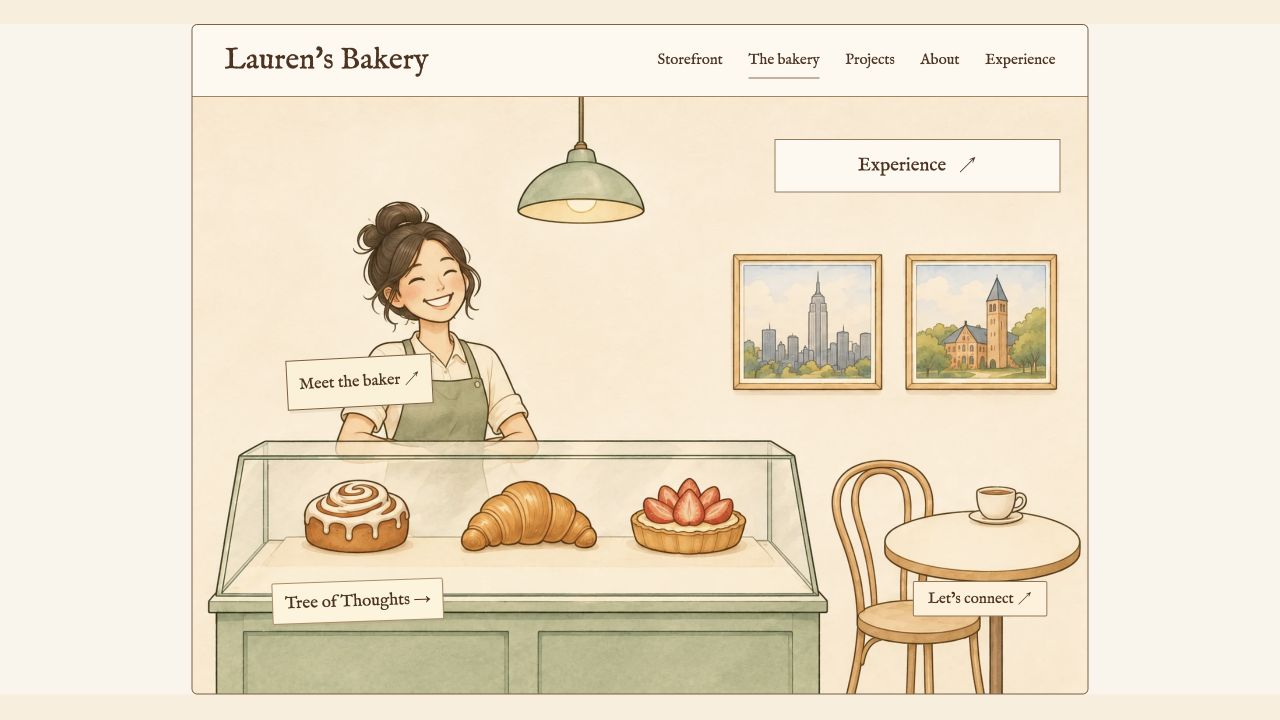 Lauren's Bakery
Storefront The bakery Projects About Experience
Experience ↗
Meet the baker ↗
Tree of Thoughts →
Let's connect ↗